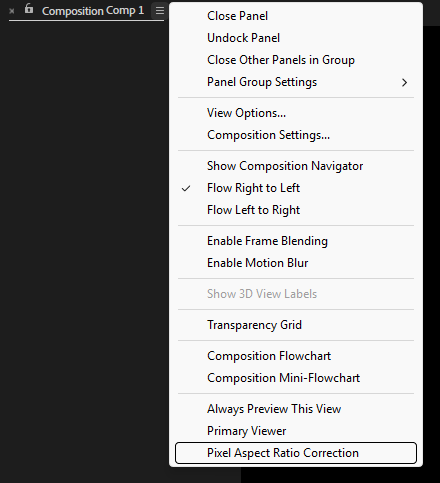 Composition Comp 1
Close Panel
Undock Panel
Close Other Panels in Group
Panel Group Settings
View Options...
Composition Settings...
Show Composition Navigator
Flow Right to Left
Flow Left to Right
Enable Frame Blending
Enable Motion Blur
Show 3D View Labels
Transparency Grid
Composition Flowchart
Composition Mini-Flowchart
Always Preview This View
Primary Viewer
Pixel Aspect Ratio Correction